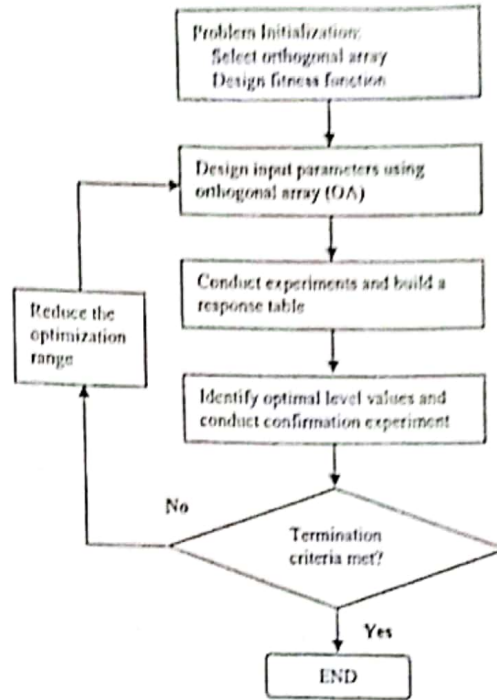 Problem Initialization:
Select orthogonal array
Design fitness function
Design input parameters using
orthogonal array (OA)
Conduct experiments and build a
response table
Reduce the
optimization
range
Identify optimal level values and
conduct confirmation experiment
No
Termination
criteria met?
Yes
END